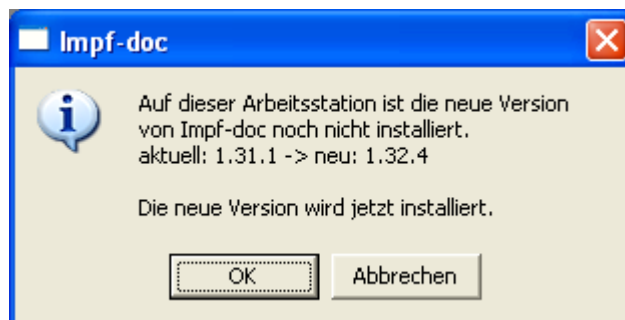 Impf-doc
Auf dieser Arbeitsstation ist die neue Version
von Impf-doc noch nicht installiert.
aktuell: 1.31.1 -> neu: 1.32.4
Die neue Version wird jetzt installiert.
OK
Abbrechen